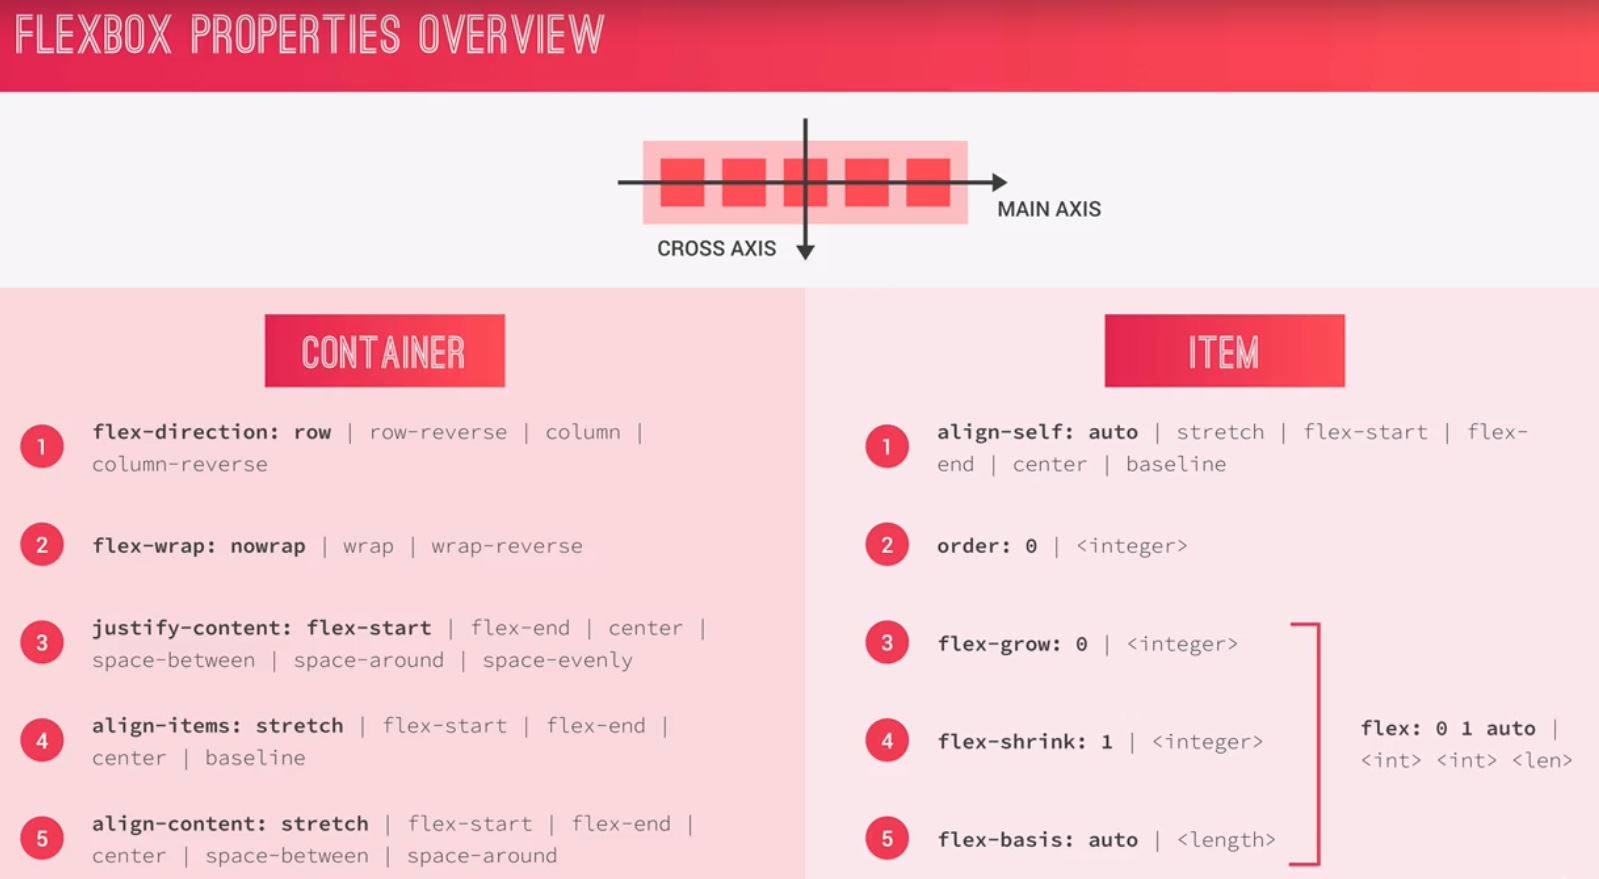 FLEXBOX PROPERTIES OVERVIEW
MAIN AXIS
CROSS AXIS
CONTAINER
1
flex-direction: row | row-reverse | column |
column-reverse
2
flex-wrap: nowrap | wrap | wrap-reverse
3
justify-content: flex-start | flex-end | center |
space-between | space-around | space-evenly
4
align-items: stretch | flex-start | flex-end |
center | baseline
5
align-content: stretch | flex-start | flex-end |
center | space-between | space-around
ITEM
1
align-self: auto | stretch | flex-start | flex-
end | center | baseline
2
order: 0 | <integer>
3
flex-grow: 0 | <integer>
4
flex-shrink: 1 | <integer>
5
flex-basis: auto | <length>
flex: 0 1 auto |
<int> <int> <len>